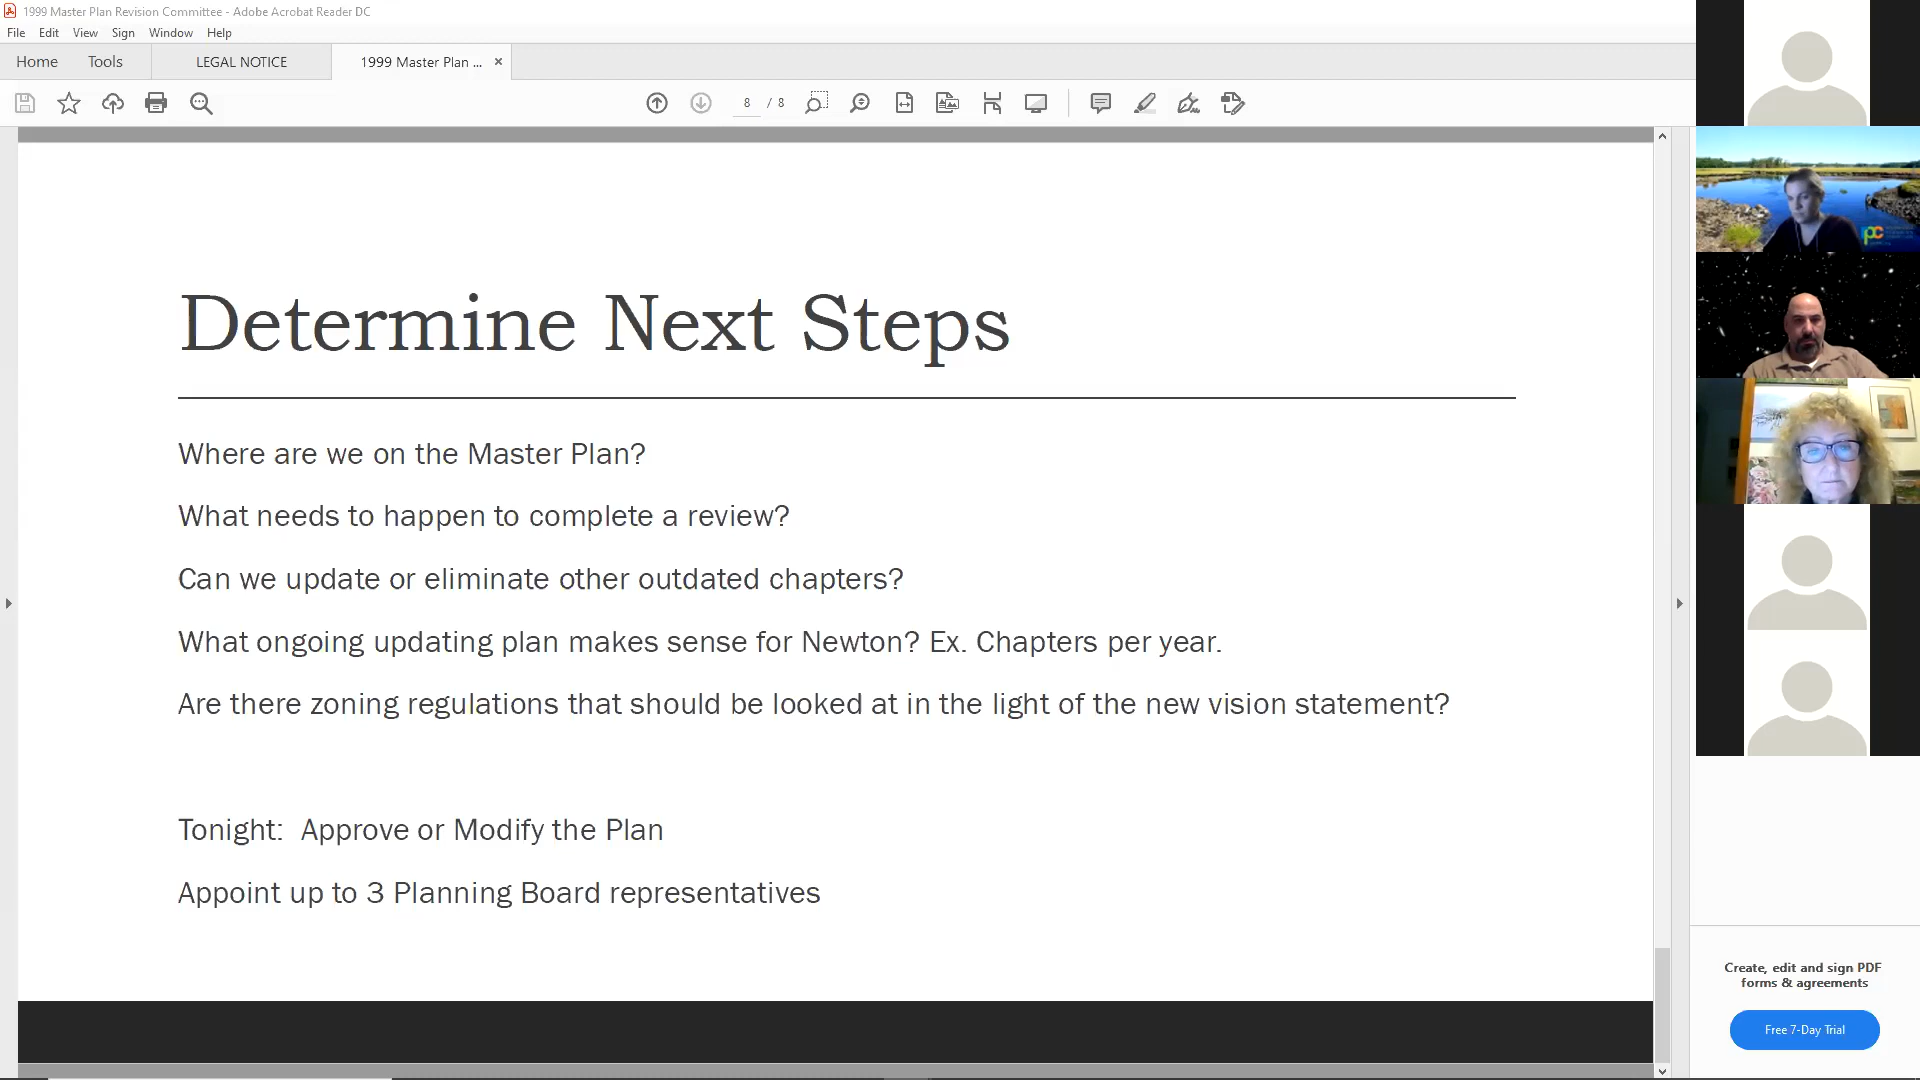 1999 Master Plan Revision Committee - Adobe Acrobat Reader DC
File Edit View Sign Window Help
Home Tools LEGAL NOTICE 1999 Master Plan ... ×
8 / 8
Determine Next Steps
Where are we on the Master Plan?
What needs to happen to complete a review?
Can we update or eliminate other outdated chapters?
What ongoing updating plan makes sense for Newton? Ex. Chapters per year.
Are there zoning regulations that should be looked at in the light of the new vision statement?
Tonight: Approve or Modify the Plan
Appoint up to 3 Planning Board representatives
pc
Create, edit and sign PDF
forms & agreements
Free 7-Day Trial